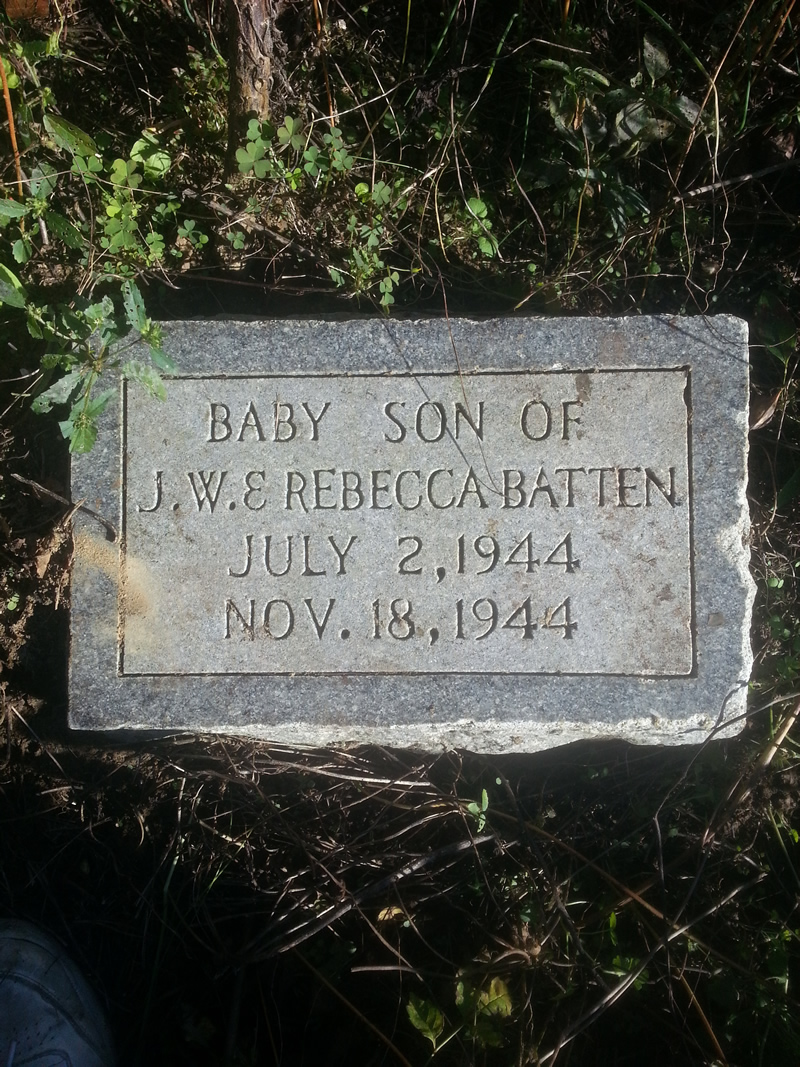 BABY SON OF
J.W. & REBECCA BATTEN
JULY 2, 1944
NOV. 18, 1944